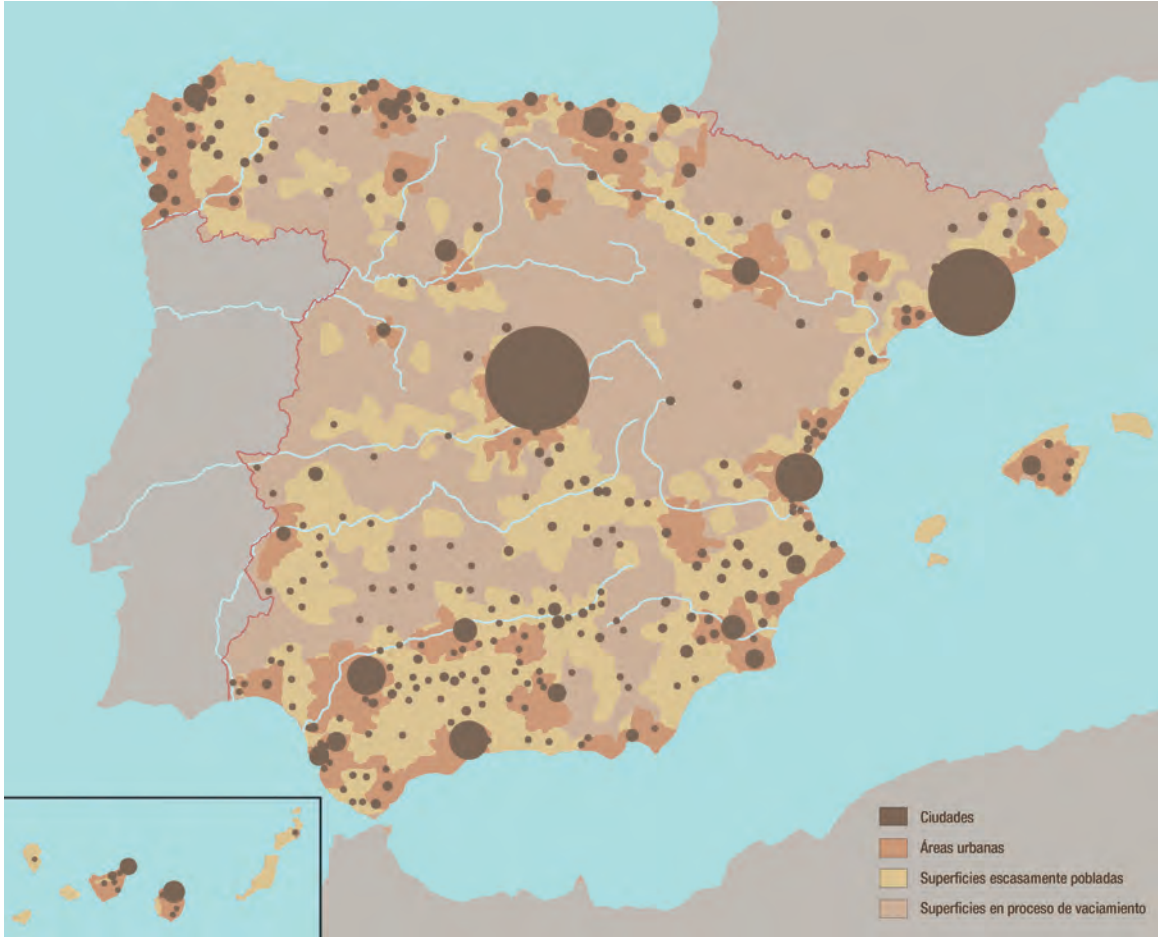 Ciudades
Áreas urbanas
Superficies escasamente pobladas
Superficies en proceso de vaciamiento